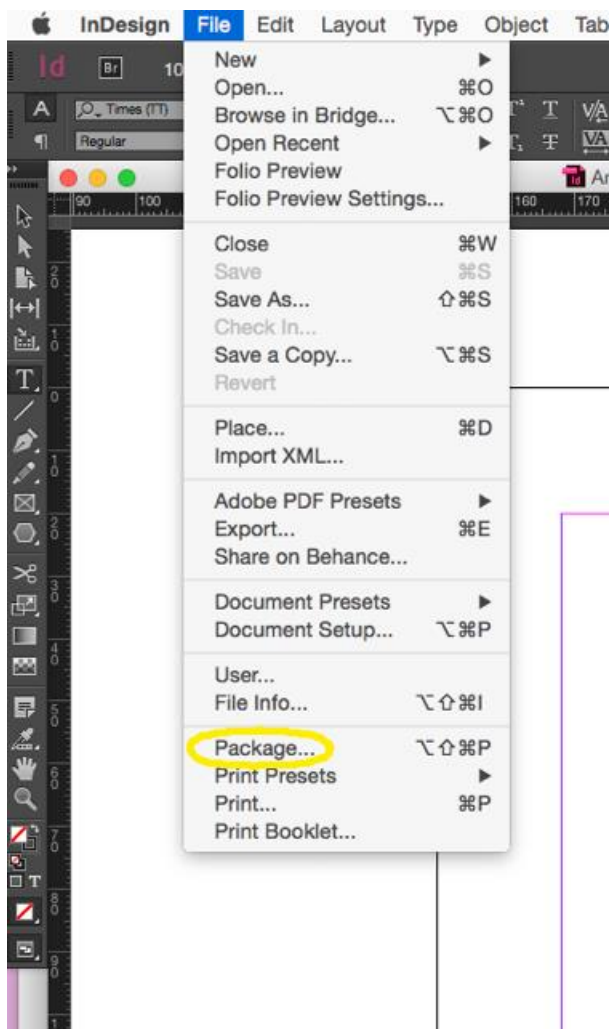 InDesign File Edit Layout Type Object Tab
Id Br 10
A Times (TT)
Regular
New
Open... ⌘O
Browse in Bridge... ⌥⌘O
Open Recent
Folio Preview
Folio Preview Settings...
90 100 160 170
Close ⌘W
Save ⌘S
Save As... ⇧⌘S
Check In...
Save a Copy... ⌥⌘S
Revert
Place... ⌘D
Import XML...
Adobe PDF Presets
Export... ⌘E
Share on Behance...
Document Presets
Document Setup... ⌥⌘P
User...
File Info... ⌥⇧⌘I
Package... ⌥⇧⌘P
Print Presets
Print... ⌘P
Print Booklet...